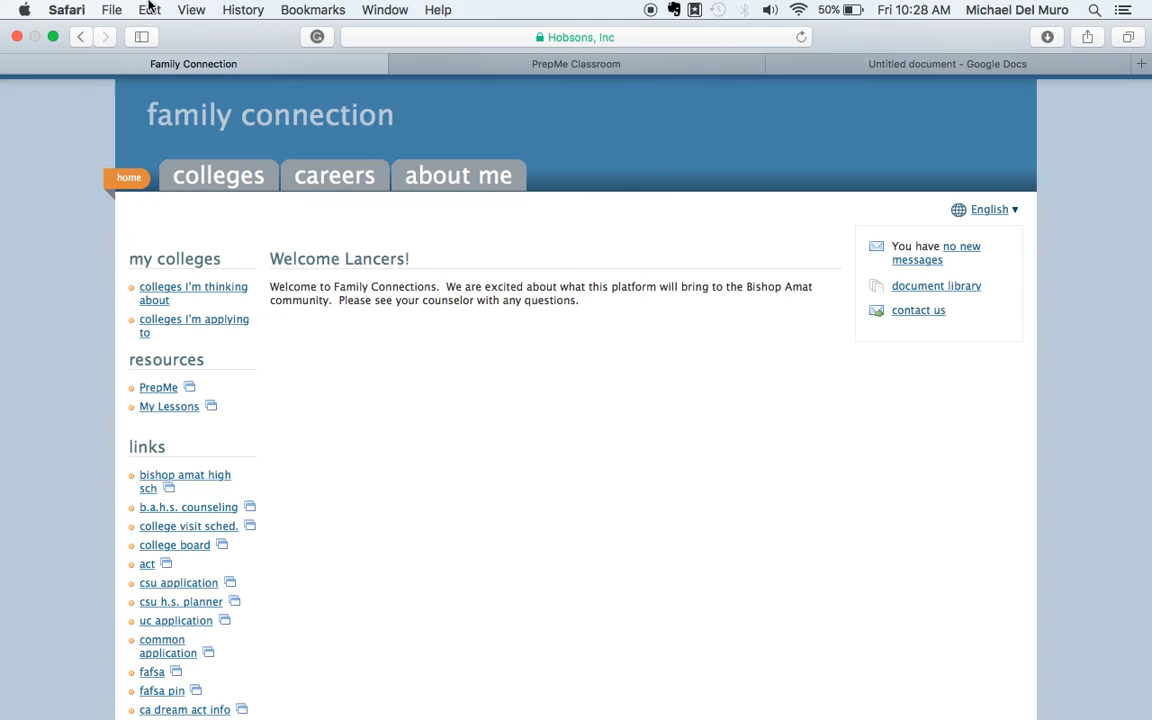 Safari File Edit View History Bookmarks Window Help 50% Fri 10:28 AM Michael Del Muro
Hobsons, Inc
Family Connection PrepMe Classroom Untitled document - Google Docs
family connection
home colleges careers about me
English ▼
my colleges
colleges I'm thinking
about
colleges I'm applying
to
resources
PrepMe
My Lessons
links
bishop amat high
sch
b.a.h.s. counseling
college visit sched.
college board
act
csu application
csu h.s. planner
uc application
common
application
fafsa
fafsa pin
ca dream act info
Welcome Lancers!
Welcome to Family Connections. We are excited about what this platform will bring to the Bishop Amat
community. Please see your counselor with any questions.
You have no new
messages
document library
contact us